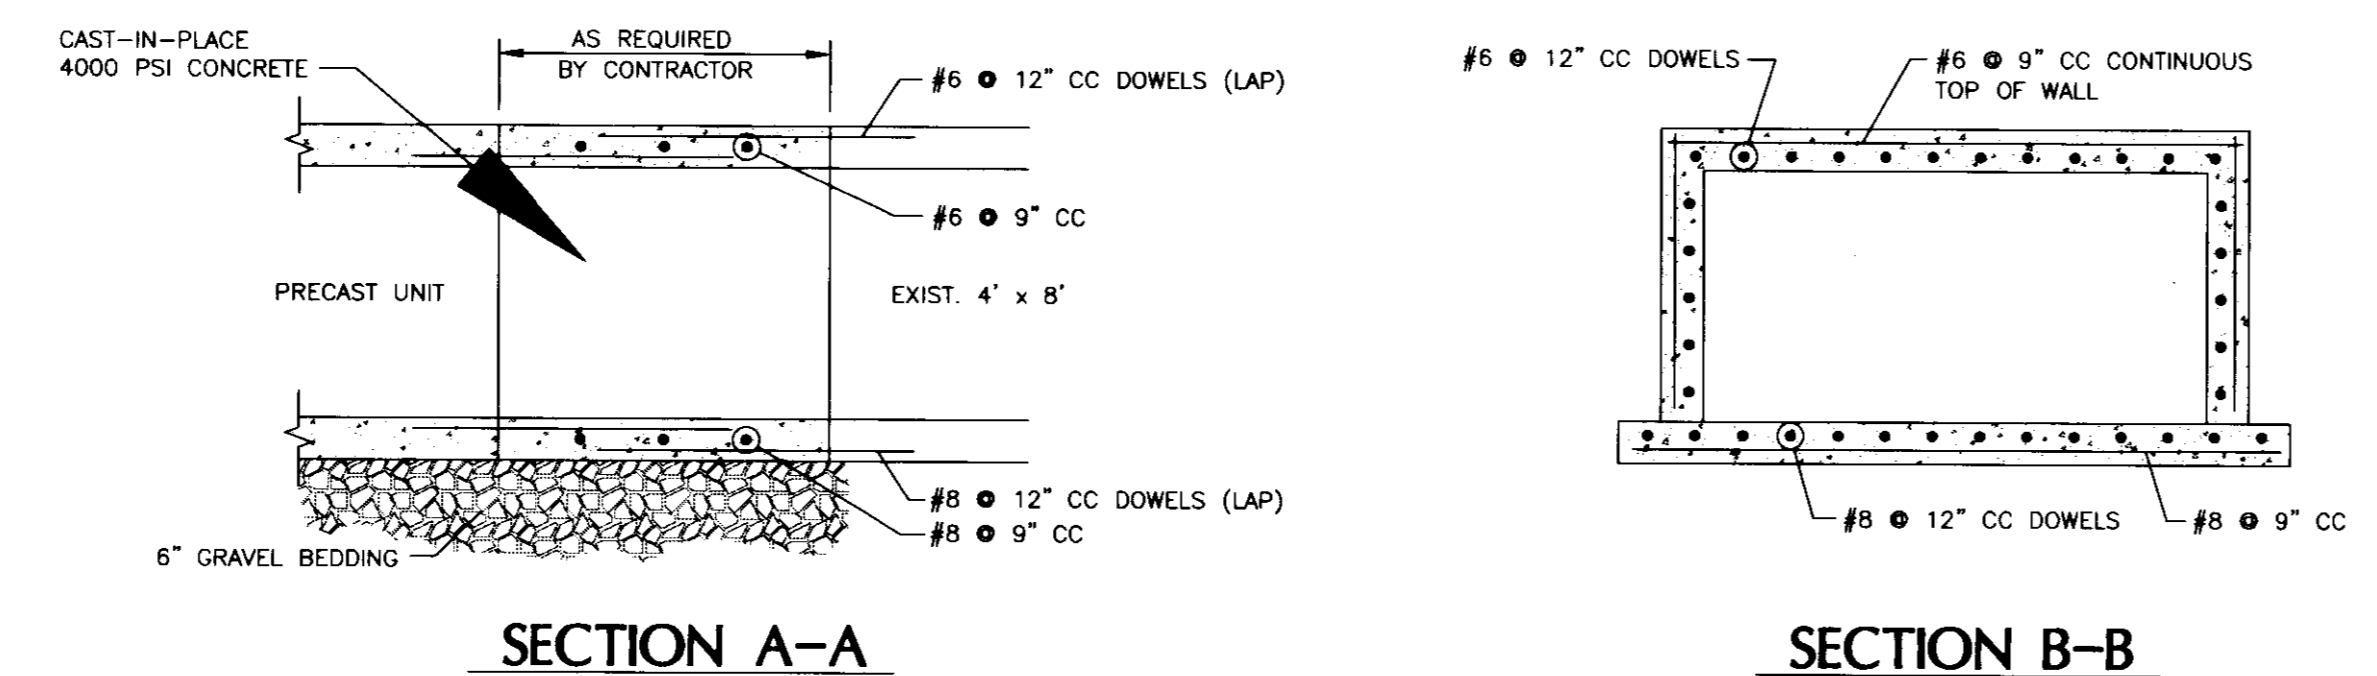 CAST-IN-PLACE
4000 PSI CONCRETE
AS REQUIRED
BY CONTRACTOR
#6 @ 12" CC DOWELS (LAP)
#6 @ 9" CC
PRECAST UNIT
EXIST. 4' x 8'
#8 @ 12" CC DOWELS (LAP)
#8 @ 9" CC
6" GRAVEL BEDDING
SECTION A-A
#6 @ 12" CC DOWELS
#6 @ 9" CC CONTINUOUS
TOP OF WALL
#8 @ 12" CC DOWELS
#8 @ 9" CC
SECTION B-B